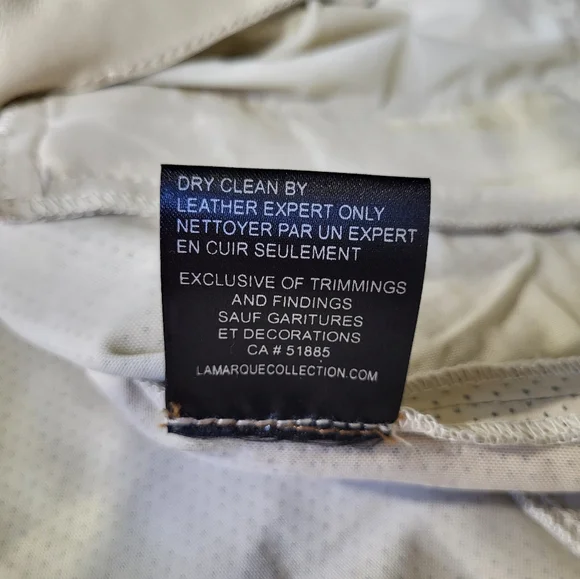 DRY CLEAN BY
LEATHER EXPERT ONLY
NETTOYER PAR UN EXPERT
EN CUIR SEULEMENT
EXCLUSIVE OF TRIMMINGS
AND FINDINGS
SAUF GARITURES
ET DECORATIONS
CA # 51885
LAMARQUECOLLECTION.COM